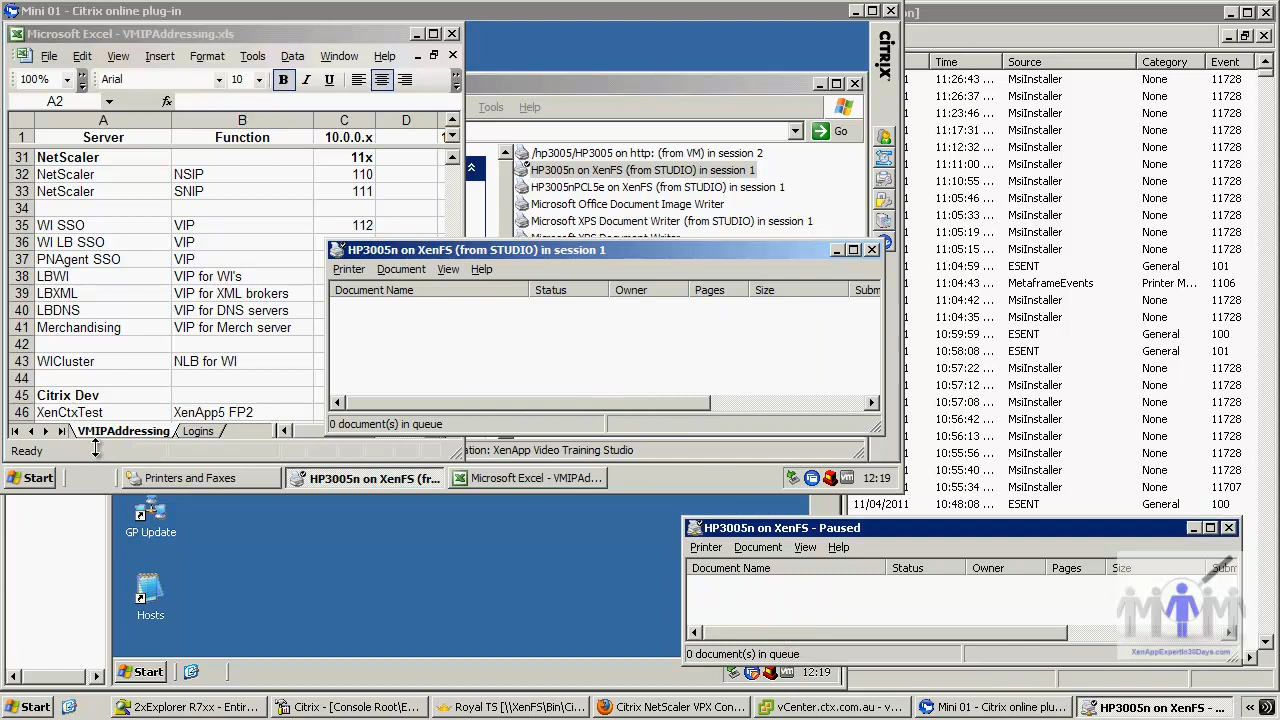 Mini 01 - Citrix online plug-in
Microsoft Excel - VMIPAddressing.xls
File Edit View Insert Format Tools Data Window Help
100% Arial 10 B I U
A2 fx
A B C D
1 Server Function 10.0.0.x
31 NetScaler 11x
32 NetScaler NSIP 110
33 NetScaler SNIP 111
34
35 WI SSO VIP 112
36 WI LB SSO VIP
37 PNAgent SSO VIP
38 LBWI VIP for WI's
39 LBXML VIP for XML brokers
40 LBDNS VIP for DNS servers
41 Merchandising VIP for Merch server
42
43 WICluster NLB for WI
44
45 Citrix Dev
46 XenCtxTest XenApp5 FP2
VMIPAddressing Logins
Ready
Tools Help
Go
/hp3005/HP3005 on http: (from VM) in session 2
HP3005n on XenFS (from STUDIO) in session 1
HP3005nPCL5e on XenFS (from STUDIO) in session 1
Microsoft Office Document Image Writer
Microsoft XPS Document Writer (from STUDIO) in session 1
CITRIX
HP3005n on XenFS (from STUDIO) in session 1
Printer Document View Help
Document Name Status Owner Pages Size Subm
0 document(s) in queue
ation: XenApp Video Training Studio
Start Printers and Faxes HP3005n on XenFS (fr... Microsoft Excel - VMIPAd... 12:19
on]
Time Source Category Event
11:26:43 ... MsiInstaller None 11728
11:26:37 ... MsiInstaller None 11728
11:23:46 ... MsiInstaller None 11728
11:17:31 ... MsiInstaller None 11728
11:12:32 ... MsiInstaller None 11728
11:11:00 ... MsiInstaller None 11728
11:10:55 ... MsiInstaller None 11728
11:05:38 ... MsiInstaller None 11728
11:05:33 ... MsiInstaller None 11728
11:05:19 ... MsiInstaller None 11728
11:05:15 ... MsiInstaller None 11728
11:04:59 ... ESENT General 101
11:04:43 ... MetaframeEvents Printer M... 1106
11:04:42 ... MsiInstaller None 11728
11:04:35 ... MsiInstaller None 11728
10:59:59 ... ESENT General 100
10:58:08 ... ESENT General 101
10:57:22 ... MsiInstaller None 11728
10:57:12 ... MsiInstaller None 11728
10:57:08 ... MsiInstaller None 11728
10:56:42 ... MsiInstaller None 11728
10:56:13 ... MsiInstaller None 11728
10:55:44 ... MsiInstaller None 11728
10:55:40 ... MsiInstaller None 11728
10:55:34 ... MsiInstaller None 11707
11/04/2011 10:48:08 ... ESENT General 100
GP Update
Hosts
HP3005n on XenFS - Paused
Printer Document View Help
Document Name Status Owner Pages Size Subm
0 document(s) in queue
XenAppExpertIn30Days.com
Start 12:19
Start 2xExplorer R7xx - Entir... Citrix - [Console Root\E... Royal TS [\\XenFS\Bin\Ci... Citrix NetScaler VPX Con... vCenter.ctx.com.au - v... Mini 01 - Citrix online plu... HP3005n on XenFS - ...